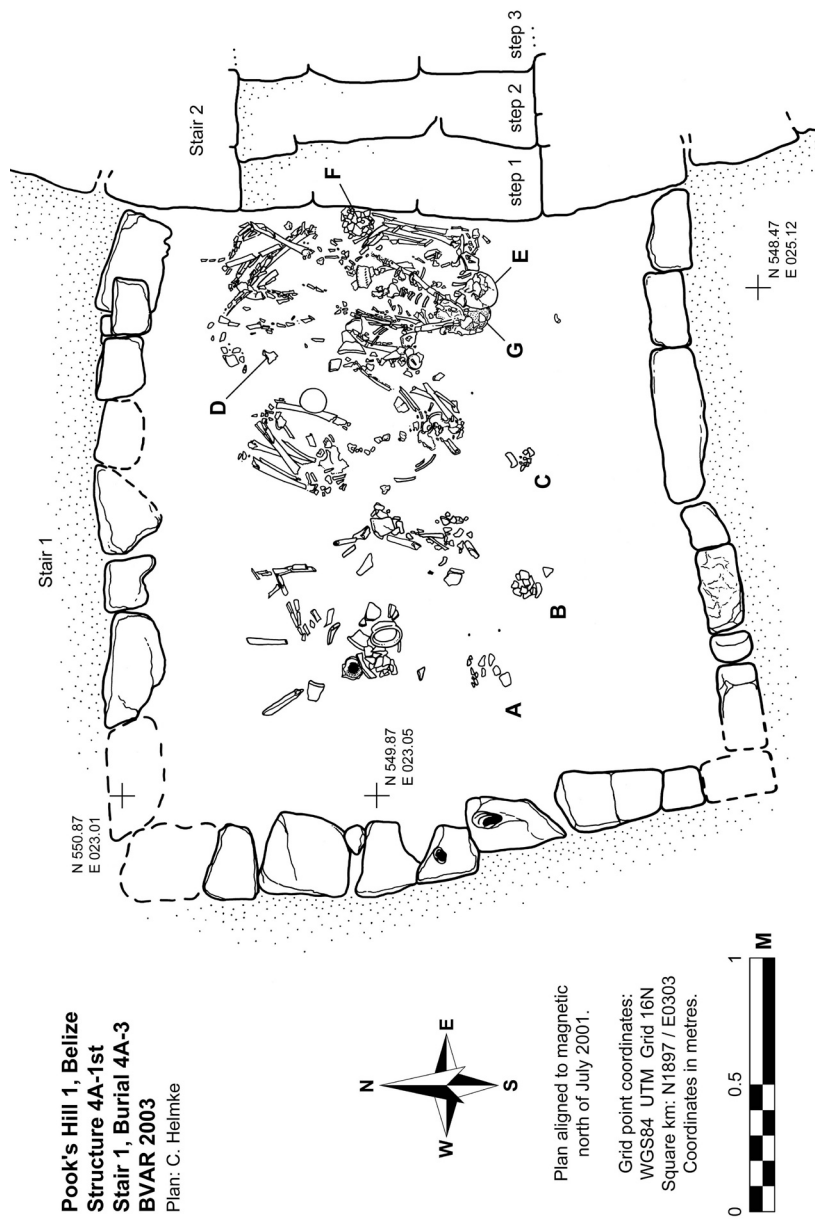 Pook's Hill 1, Belize
Structure 4A-1st
Stair 1, Burial 4A-3
BVAR 2003
Plan: C. Helmke
N
W
E
S
Plan aligned to magnetic
north of July 2001.
Grid point coordinates:
WGS84 UTM Grid 16N
Square km: N1897 / E0303
Coordinates in metres.
0
0.5
1
M
N 550.87
E 023.01
Stair 1
N 549.87
E 023.05
A
B
C
D
G
E
F
Stair 2
step 1
step 2
step 3
N 548.47
E 025.12